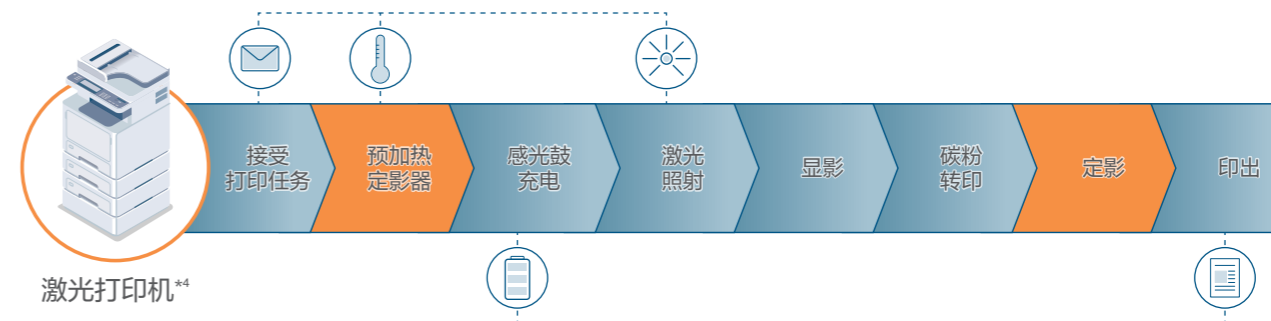 接受
打印任务
预加热
定影器
感光鼓
充电
激光
照射
显影
碳粉
转印
定影
印出
激光打印机*4